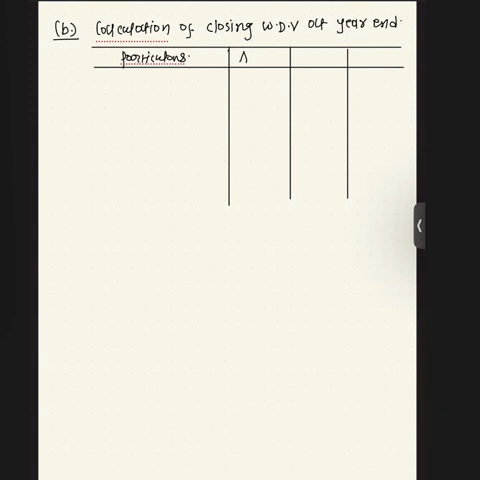 (b.) Calculation of closing W.D.V at year end.
Particulars. A